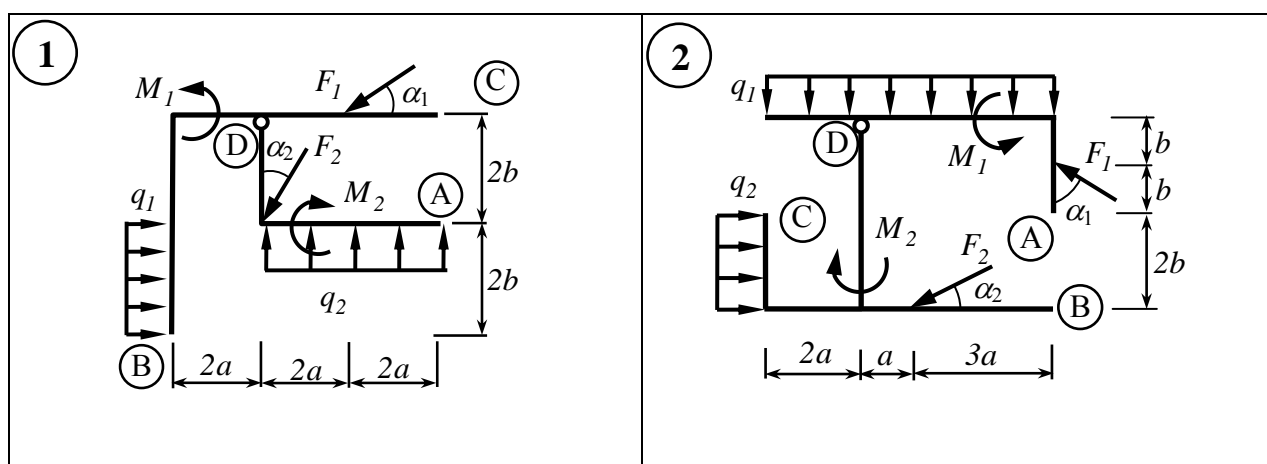 1
M1 F1 α1 C
D α2 F2
M2 A
q1 2b
q2 2b
B
2a 2a 2a
2
q1
D M1 b
F1
q2 C α1 b
A
M2 F2 2b
α2 B
2a a 3a